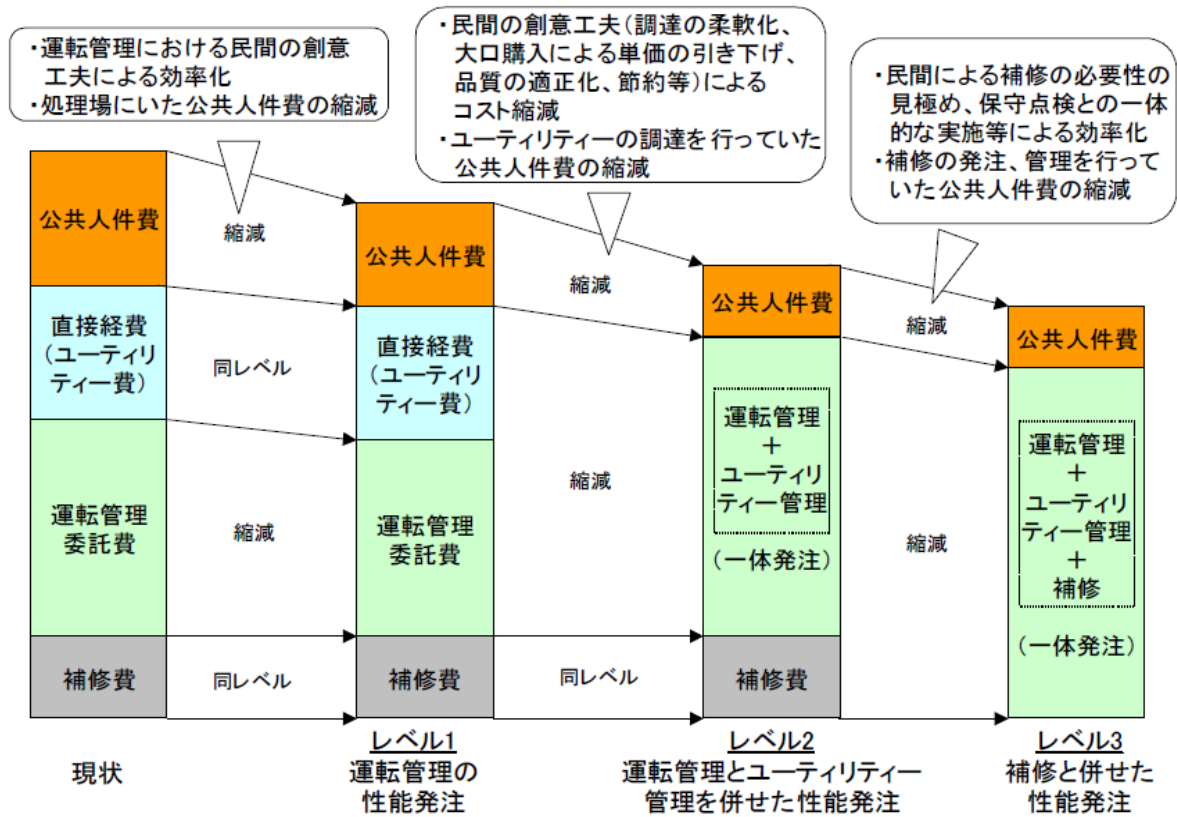 ・運転管理における民間の創意
工夫による効率化
・処理場にいた公共人件費の縮減
・民間の創意工夫(調達の柔軟化、
大口購入による単価の引き下げ、
品質の適正化、節約等)による
コスト縮減
・ユーティリティーの調達を行っていた
公共人件費の縮減
・民間による補修の必要性の
見極め、保守点検との一体
的な実施等による効率化
・補修の発注、管理を行って
いた公共人件費の縮減
公共人件費
直接経費
(ユーティリ
ティー費)
運転管理
委託費
補修費
縮減
同レベル
縮減
同レベル
公共人件費
直接経費
(ユーティリ
ティー費)
運転管理
委託費
補修費
縮減
縮減
同レベル
公共人件費
運転管理
+
ユーティリ
ティー管理
(一体発注)
補修費
縮減
縮減
公共人件費
運転管理
+
ユーティリ
ティー管理
+
補修
(一体発注)
現状
レベル1
運転管理の
性能発注
レベル2
運転管理とユーティリティー
管理を併せた性能発注
レベル3
補修と併せた
性能発注